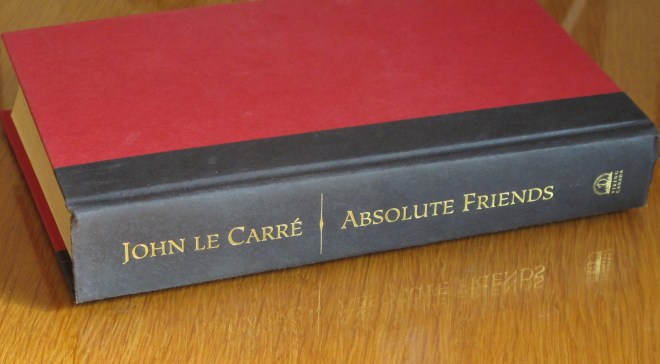 JOHN LE CARRÉ
ABSOLUTE FRIENDS